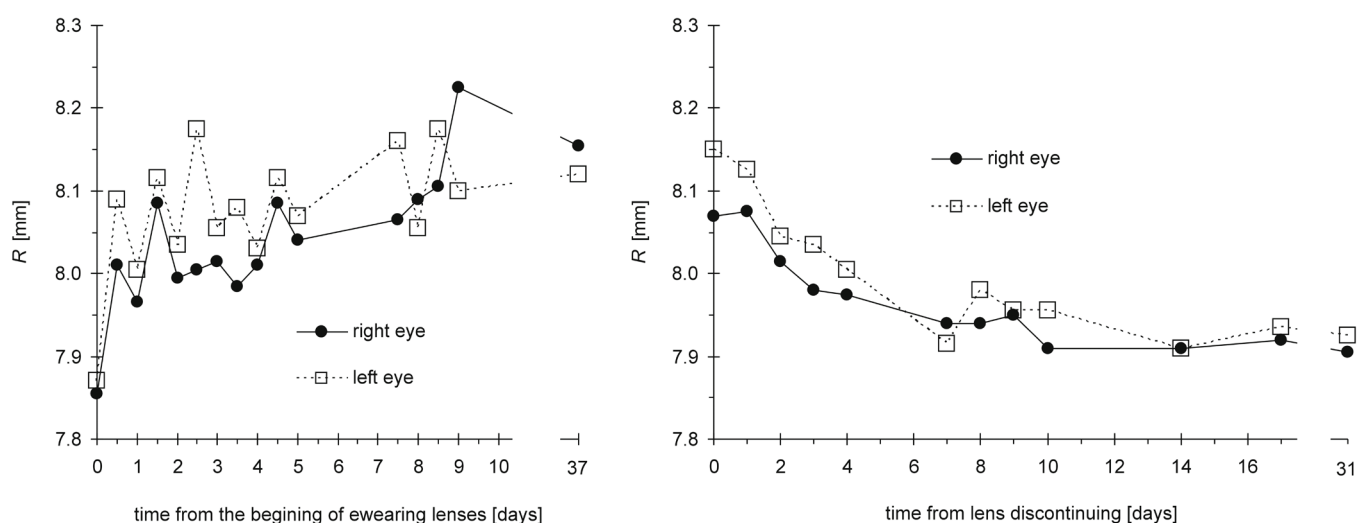 8.3
8.2
8.1
8.0
7.9
7.8
R [mm]
right eye
left eye
0 1 2 3 4 5 6 7 8 9 10 37
time from the begining of ewearing lenses [days]
8.3
8.2
8.1
8.0
7.9
7.8
R [mm]
right eye
left eye
0 2 4 6 8 10 12 14 16 31
time from lens discontinuing [days]